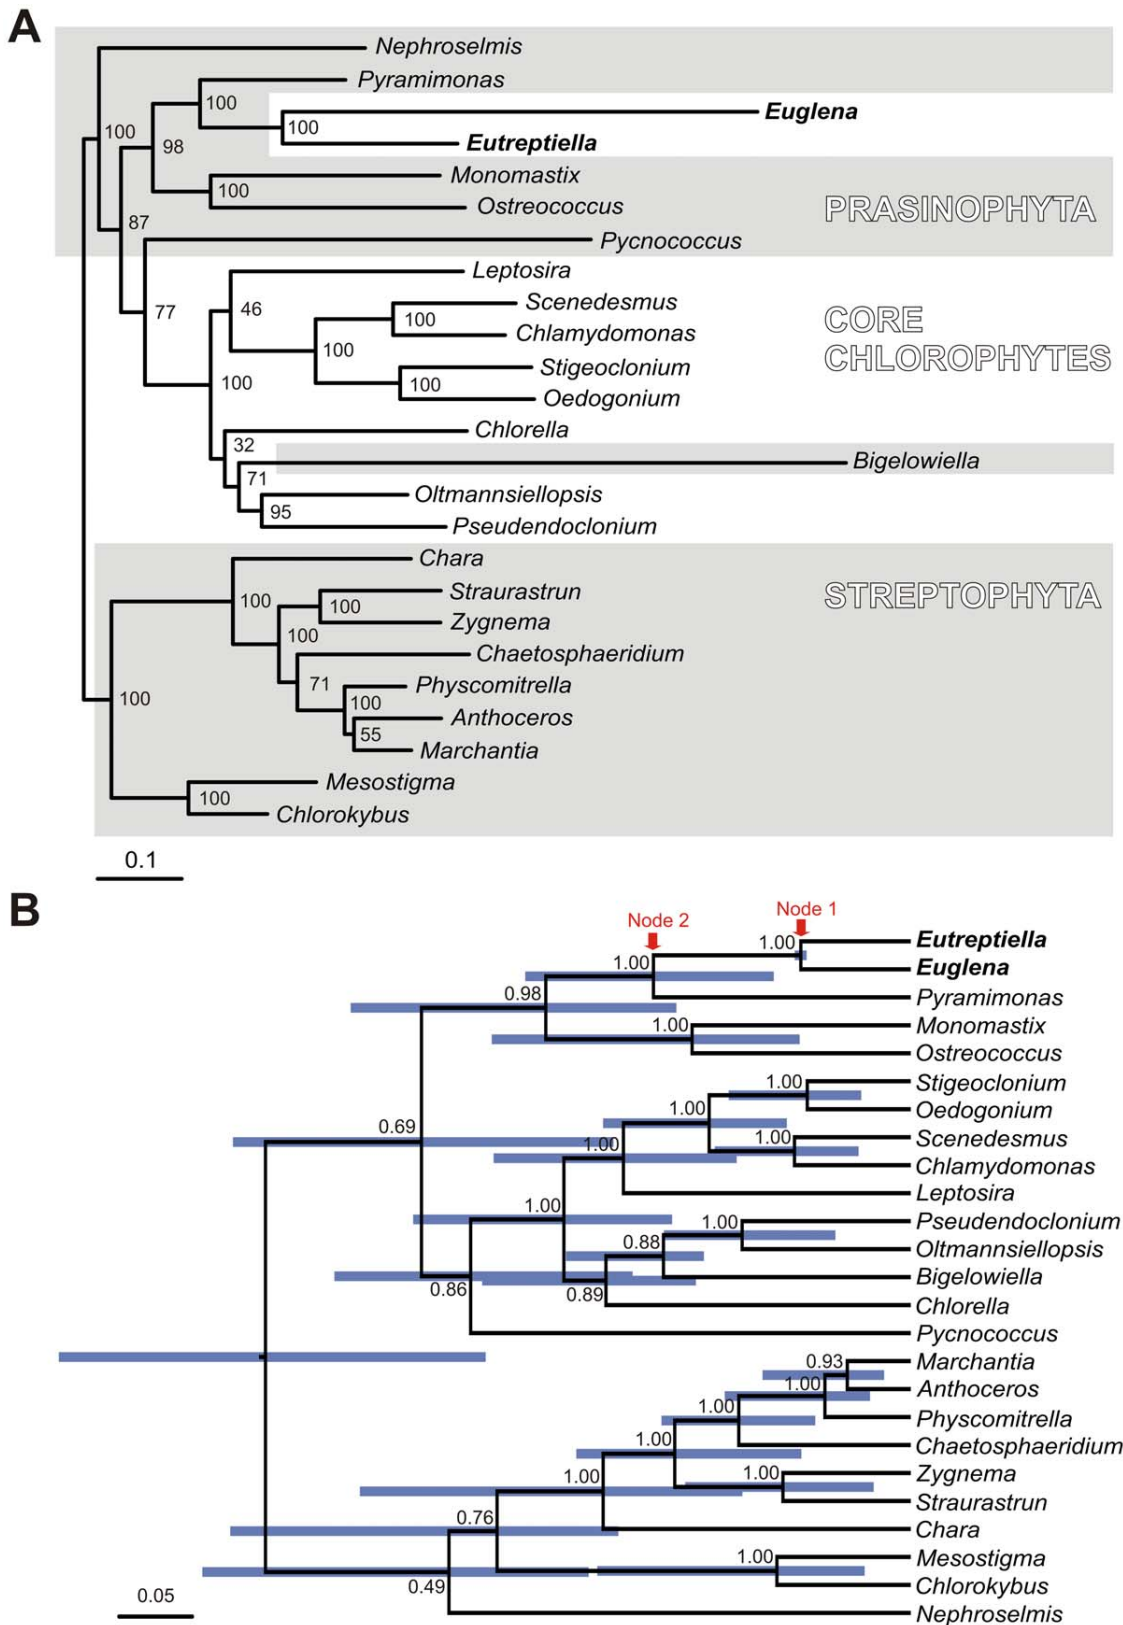 A
Nephroselmis
Pyramimonas
100
Euglena
100
100
98
Eutreptiella
Monomastix
100
Ostreococcus
PRASINOPHYTA
87
Pycnococcus
Leptosira
77
46
Scenedesmus
100
Chlamydomonas
CORE
CHLOROPHYTES
100
Stigeoclonium
100
100
Oedogonium
Chlorella
32
Bigelowiella
71
Oltmannsiellopsis
95
Pseudendoclonium
Chara
100
Straurastrun
100
STREPTOPHYTA
Zygnema
100
Chaetosphaeridium
71
Physcomitrella
100
100
Anthoceros
55
Marchantia
Mesostigma
100
Chlorokybus
0.1
B
Node 2
Node 1
1.00
Eutreptiella
1.00
Euglena
0.98
Pyramimonas
1.00
Monomastix
Ostreococcus
1.00
Stigeoclonium
1.00
Oedogonium
0.69
1.00
1.00
Scenedesmus
Chlamydomonas
Leptosira
1.00
1.00
Pseudendoclonium
0.88
Oltmannsiellopsis
0.86
0.89
Bigelowiella
Chlorella
Pycnococcus
0.93
Marchantia
1.00
Anthoceros
1.00
Physcomitrella
1.00
Chaetosphaeridium
1.00
1.00
Zygnema
Straurastrun
0.76
Chara
1.00
Mesostigma
0.49
Chlorokybus
0.05
Nephroselmis